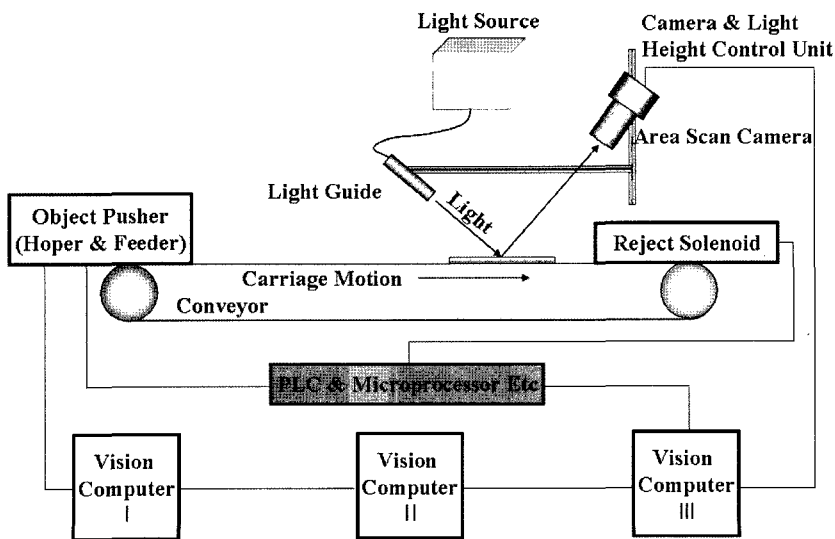 Light Source
Camera & Light
Height Control Unit
Area Scan Camera
Light Guide
Light
Object Pusher
(Hoper & Feeder)
Reject Solenoid
Carriage Motion
Conveyor
PLC & Microprocessor Etc
Vision
Computer
I
Vision
Computer
II
Vision
Computer
III